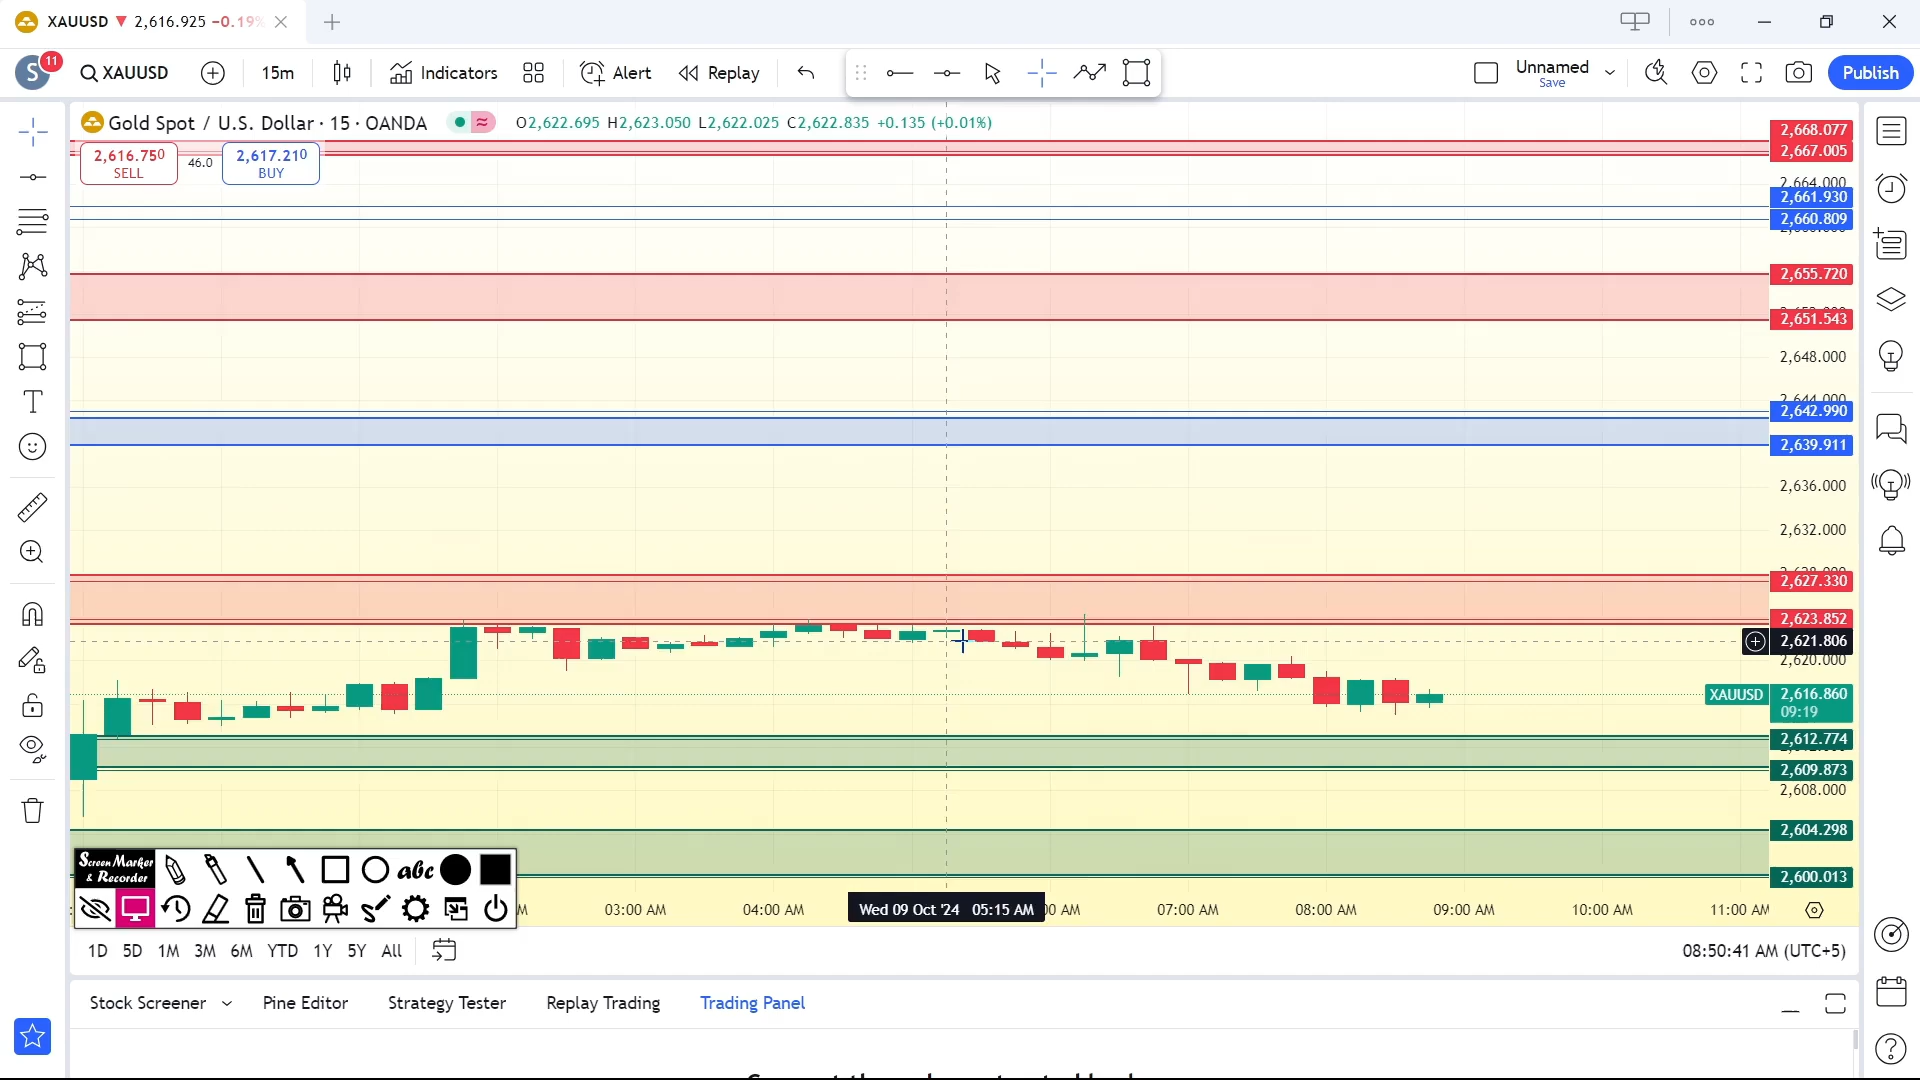 XAUUSD ▼ 2,616.925 −0.19%
S 11 XAUUSD 15m Indicators Alert Replay Unnamed Save Publish
Gold Spot / U.S. Dollar · 15 · OANDA O2,622.695 H2,623.050 L2,622.025 C2,622.835 +0.135 (+0.01%)
2,616.750 SELL
46.0
2,617.210 BUY
2,668.077
2,667.005
2,664.000
2,661.930
2,660.809
2,655.720
2,651.543
2,648.000
2,644.000
2,642.990
2,639.911
2,636.000
2,632.000
2,627.330
2,623.852
2,621.806
2,620.000
XAUUSD 2,616.860
09:19
2,612.774
2,609.873
2,608.000
2,604.298
2,600.013
Screen Marker
& Recorder
abc
03:00 AM 04:00 AM Wed 09 Oct '24 05:15 AM 07:00 AM 08:00 AM 09:00 AM 10:00 AM 11:00 AM
1D 5D 1M 3M 6M YTD 1Y 5Y All 08:50:41 AM (UTC+5)
Stock Screener Pine Editor Strategy Tester Replay Trading Trading Panel